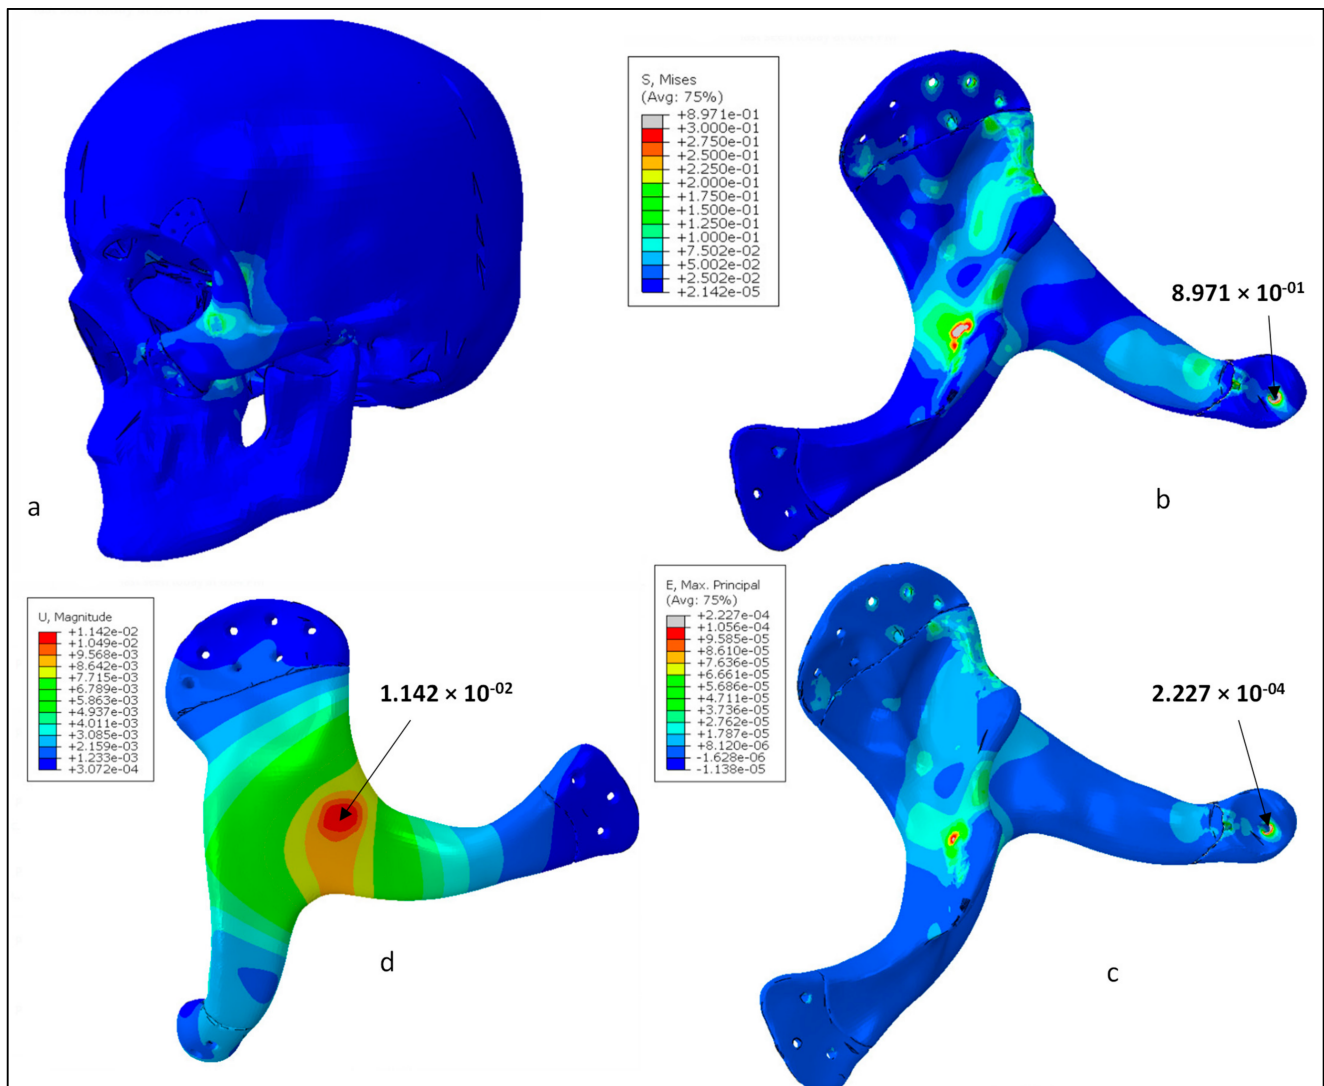 S, Mises
(Avg: 75%)
+8.971e-01
+3.000e-01
+2.750e-01
+2.500e-01
+2.250e-01
+2.000e-01
+1.750e-01
+1.500e-01
+1.250e-01
+1.000e-01
+7.502e-02
+5.002e-02
+2.502e-02
+2.142e-05
8.971 × 10-01
a
b
U, Magnitude
+1.142e-02
+1.049e-02
+9.568e-03
+8.642e-03
+7.715e-03
+6.789e-03
+5.863e-03
+4.937e-03
+4.011e-03
+3.085e-03
+2.159e-03
+1.233e-03
+3.072e-04
1.142 × 10-02
d
E, Max. Principal
(Avg: 75%)
+2.227e-04
+1.056e-04
+9.585e-05
+8.610e-05
+7.636e-05
+6.661e-05
+5.686e-05
+4.711e-05
+3.736e-05
+2.762e-05
+1.787e-05
+8.120e-06
-1.628e-06
-1.138e-05
2.227 × 10-04
c